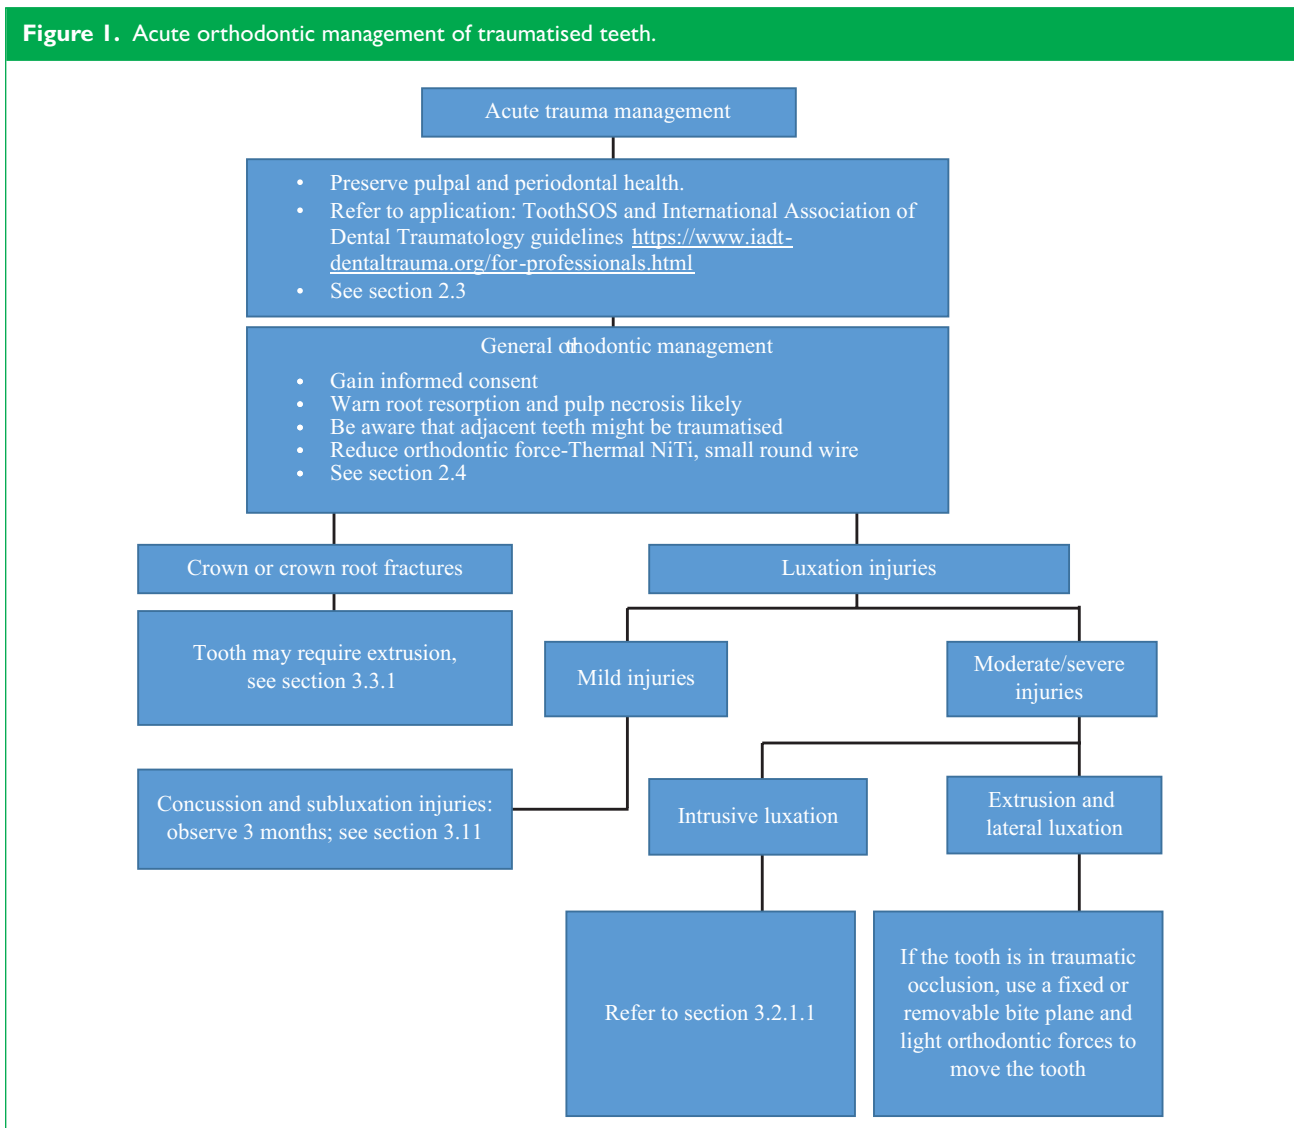 Figure 1. Acute orthodontic management of traumatised teeth.
Acute trauma management
• Preserve pulpal and periodontal health.
• Refer to application: ToothSOS and International Association of
Dental Traumatology guidelines https://www.iadt-
dentaltrauma.org/for-professionals.html
• See section 2.3
General orthodontic management
• Gain informed consent
• Warn root resorption and pulp necrosis likely
• Be aware that adjacent teeth might be traumatised
• Reduce orthodontic force-Thermal NiTi, small round wire
• See section 2.4
Crown or crown root fractures
Luxation injuries
Tooth may require extrusion,
see section 3.3.1
Mild injuries
Moderate/severe
injuries
Concussion and subluxation injuries:
observe 3 months; see section 3.11
Intrusive luxation
Extrusion and
lateral luxation
Refer to section 3.2.1.1
If the tooth is in traumatic
occlusion, use a fixed or
removable bite plane and
light orthodontic forces to
move the tooth